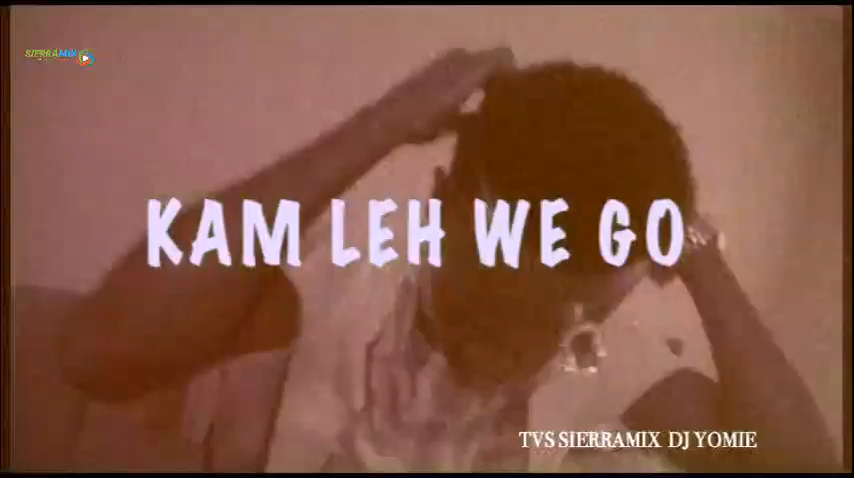 SIERRAMIX
KAM LEH WE GO
TVS SIERRAMIX DJ YOMIE